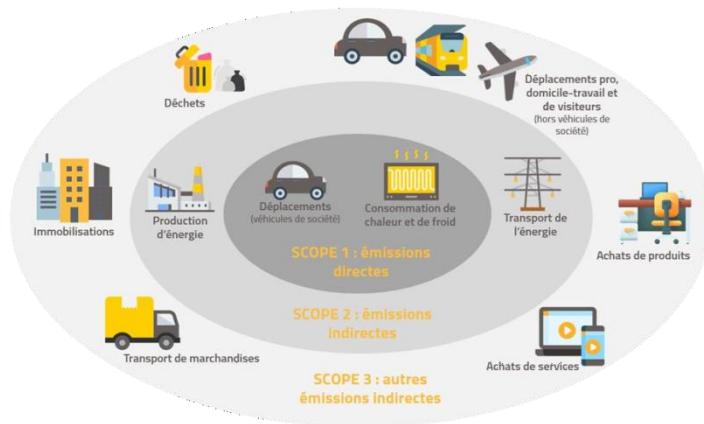 Déchets
Déplacements pro,
domicile-travail et
de visiteurs
(hors véhicules de
société)
Immobilisations
Production
d'énergie
Déplacements
(véhicules de société)
Consommation de
chaleur et de froid
Transport de
l'énergie
Achats de produits
SCOPE 1 : émissions
directes
SCOPE 2 : émissions
indirectes
Transport de marchandises
Achats de services
SCOPE 3 : autres
émissions indirectes